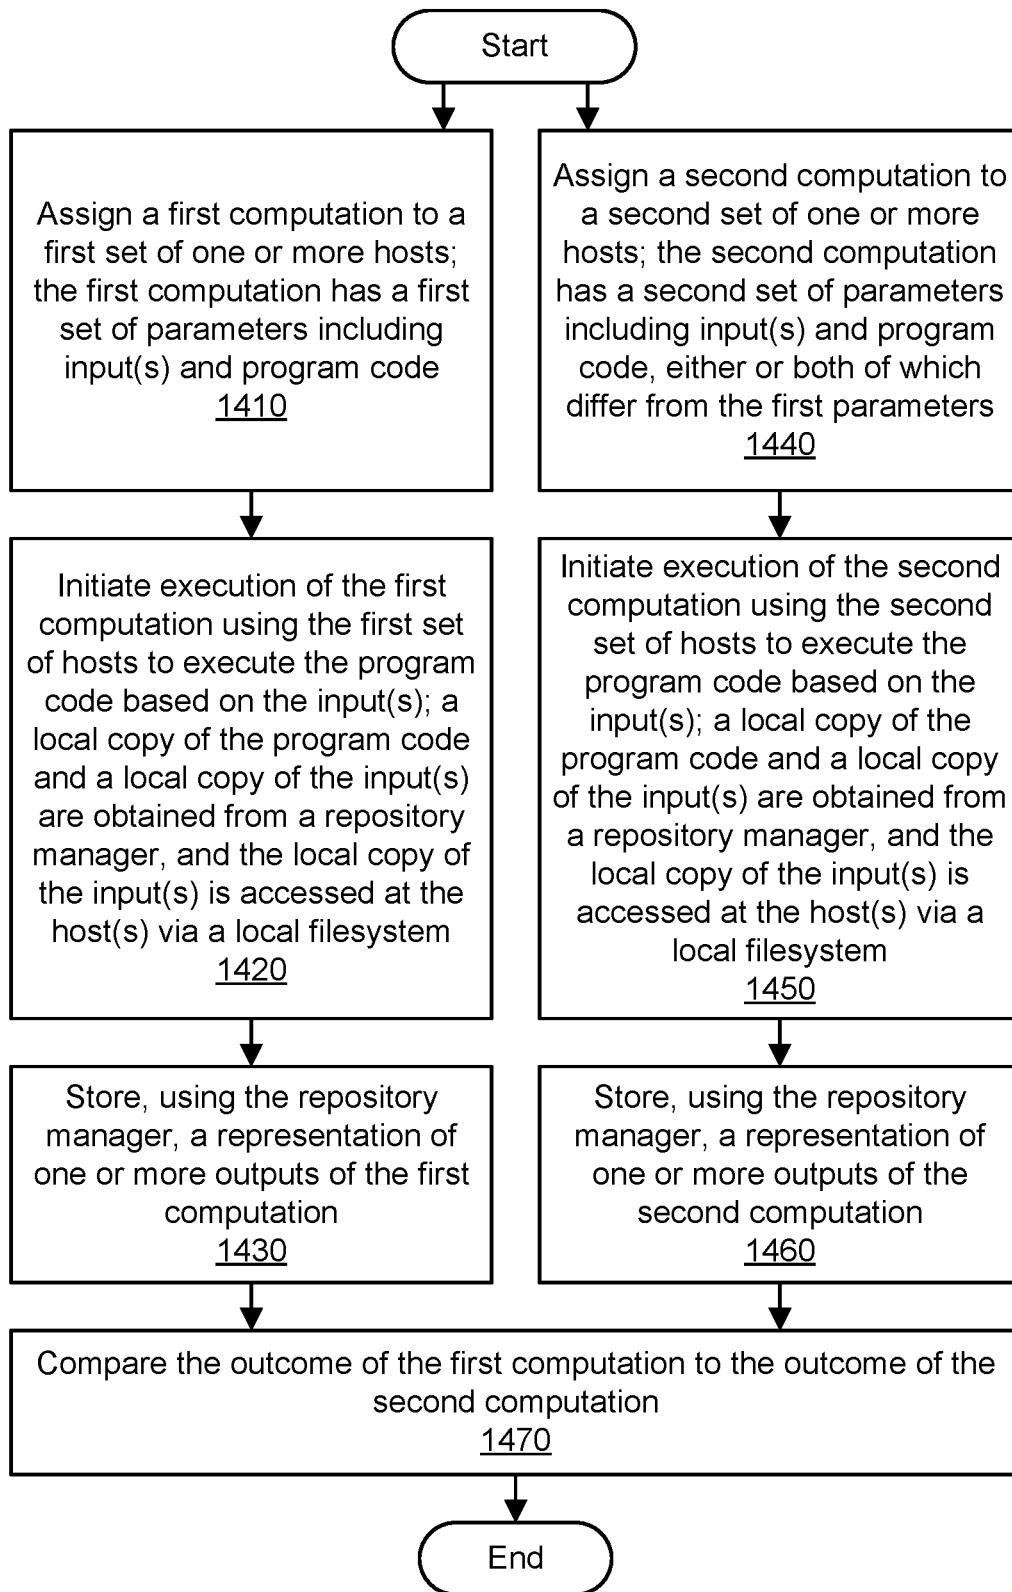 Start
Assign a first computation to a
first set of one or more hosts;
the first computation has a first
set of parameters including
input(s) and program code
1410
Assign a second computation to
a second set of one or more
hosts; the second computation
has a second set of parameters
including input(s) and program
code, either or both of which
differ from the first parameters
1440
Initiate execution of the first
computation using the first set
of hosts to execute the program
code based on the input(s); a
local copy of the program code
and a local copy of the input(s)
are obtained from a repository
manager, and the local copy of
the input(s) is accessed at the
host(s) via a local filesystem
1420
Initiate execution of the second
computation using the second
set of hosts to execute the
program code based on the
input(s); a local copy of the
program code and a local copy
of the input(s) are obtained from
a repository manager, and the
local copy of the input(s) is
accessed at the host(s) via a
local filesystem
1450
Store, using the repository
manager, a representation of
one or more outputs of the first
computation
1430
Store, using the repository
manager, a representation of
one or more outputs of the
second computation
1460
Compare the outcome of the first computation to the outcome of the
second computation
1470
End